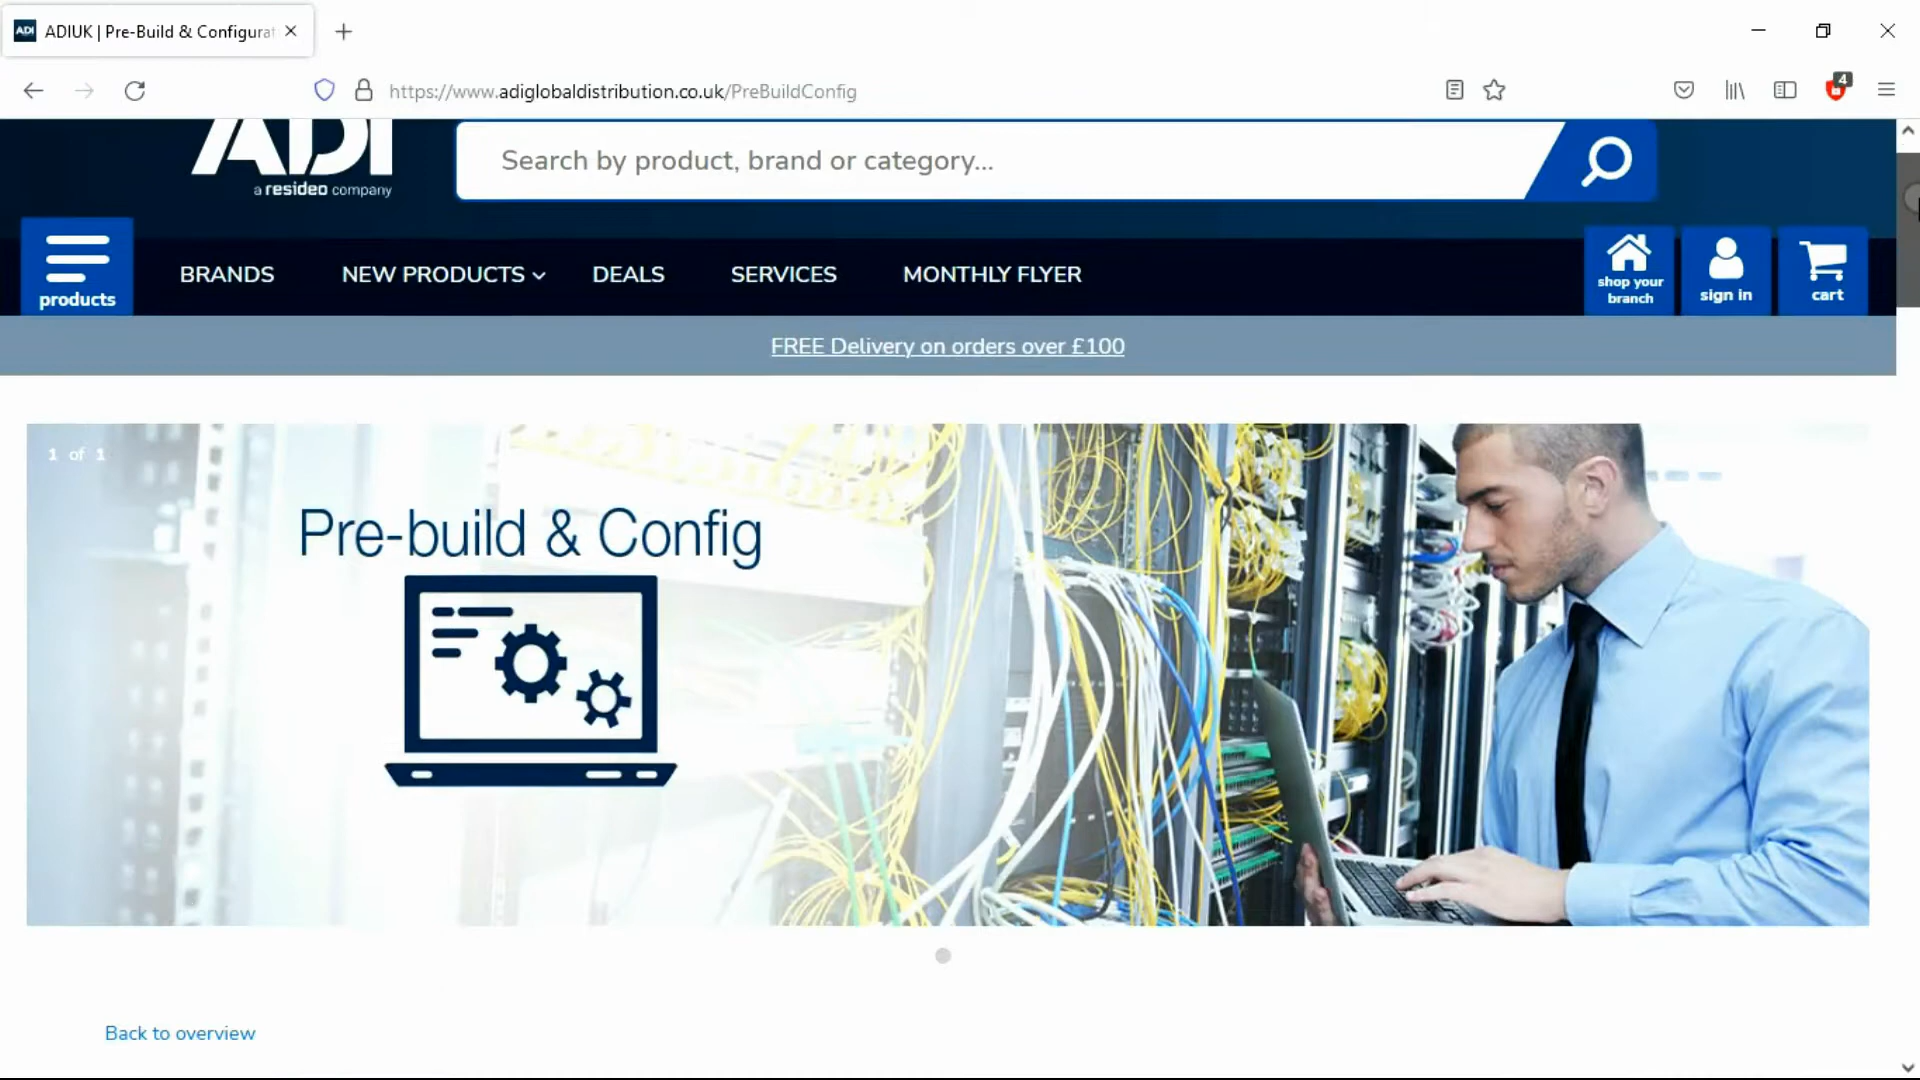 ADIUK | Pre-Build & Configurat
https://www.adiglobaldistribution.co.uk/PreBuildConfig
4
ADI
a resideo company
Search by product, brand or category...
products
BRANDS
NEW PRODUCTS
DEALS
SERVICES
MONTHLY FLYER
shop your
branch
sign in
cart
FREE Delivery on orders over £100
1 of 1
Pre-build & Config
Back to overview